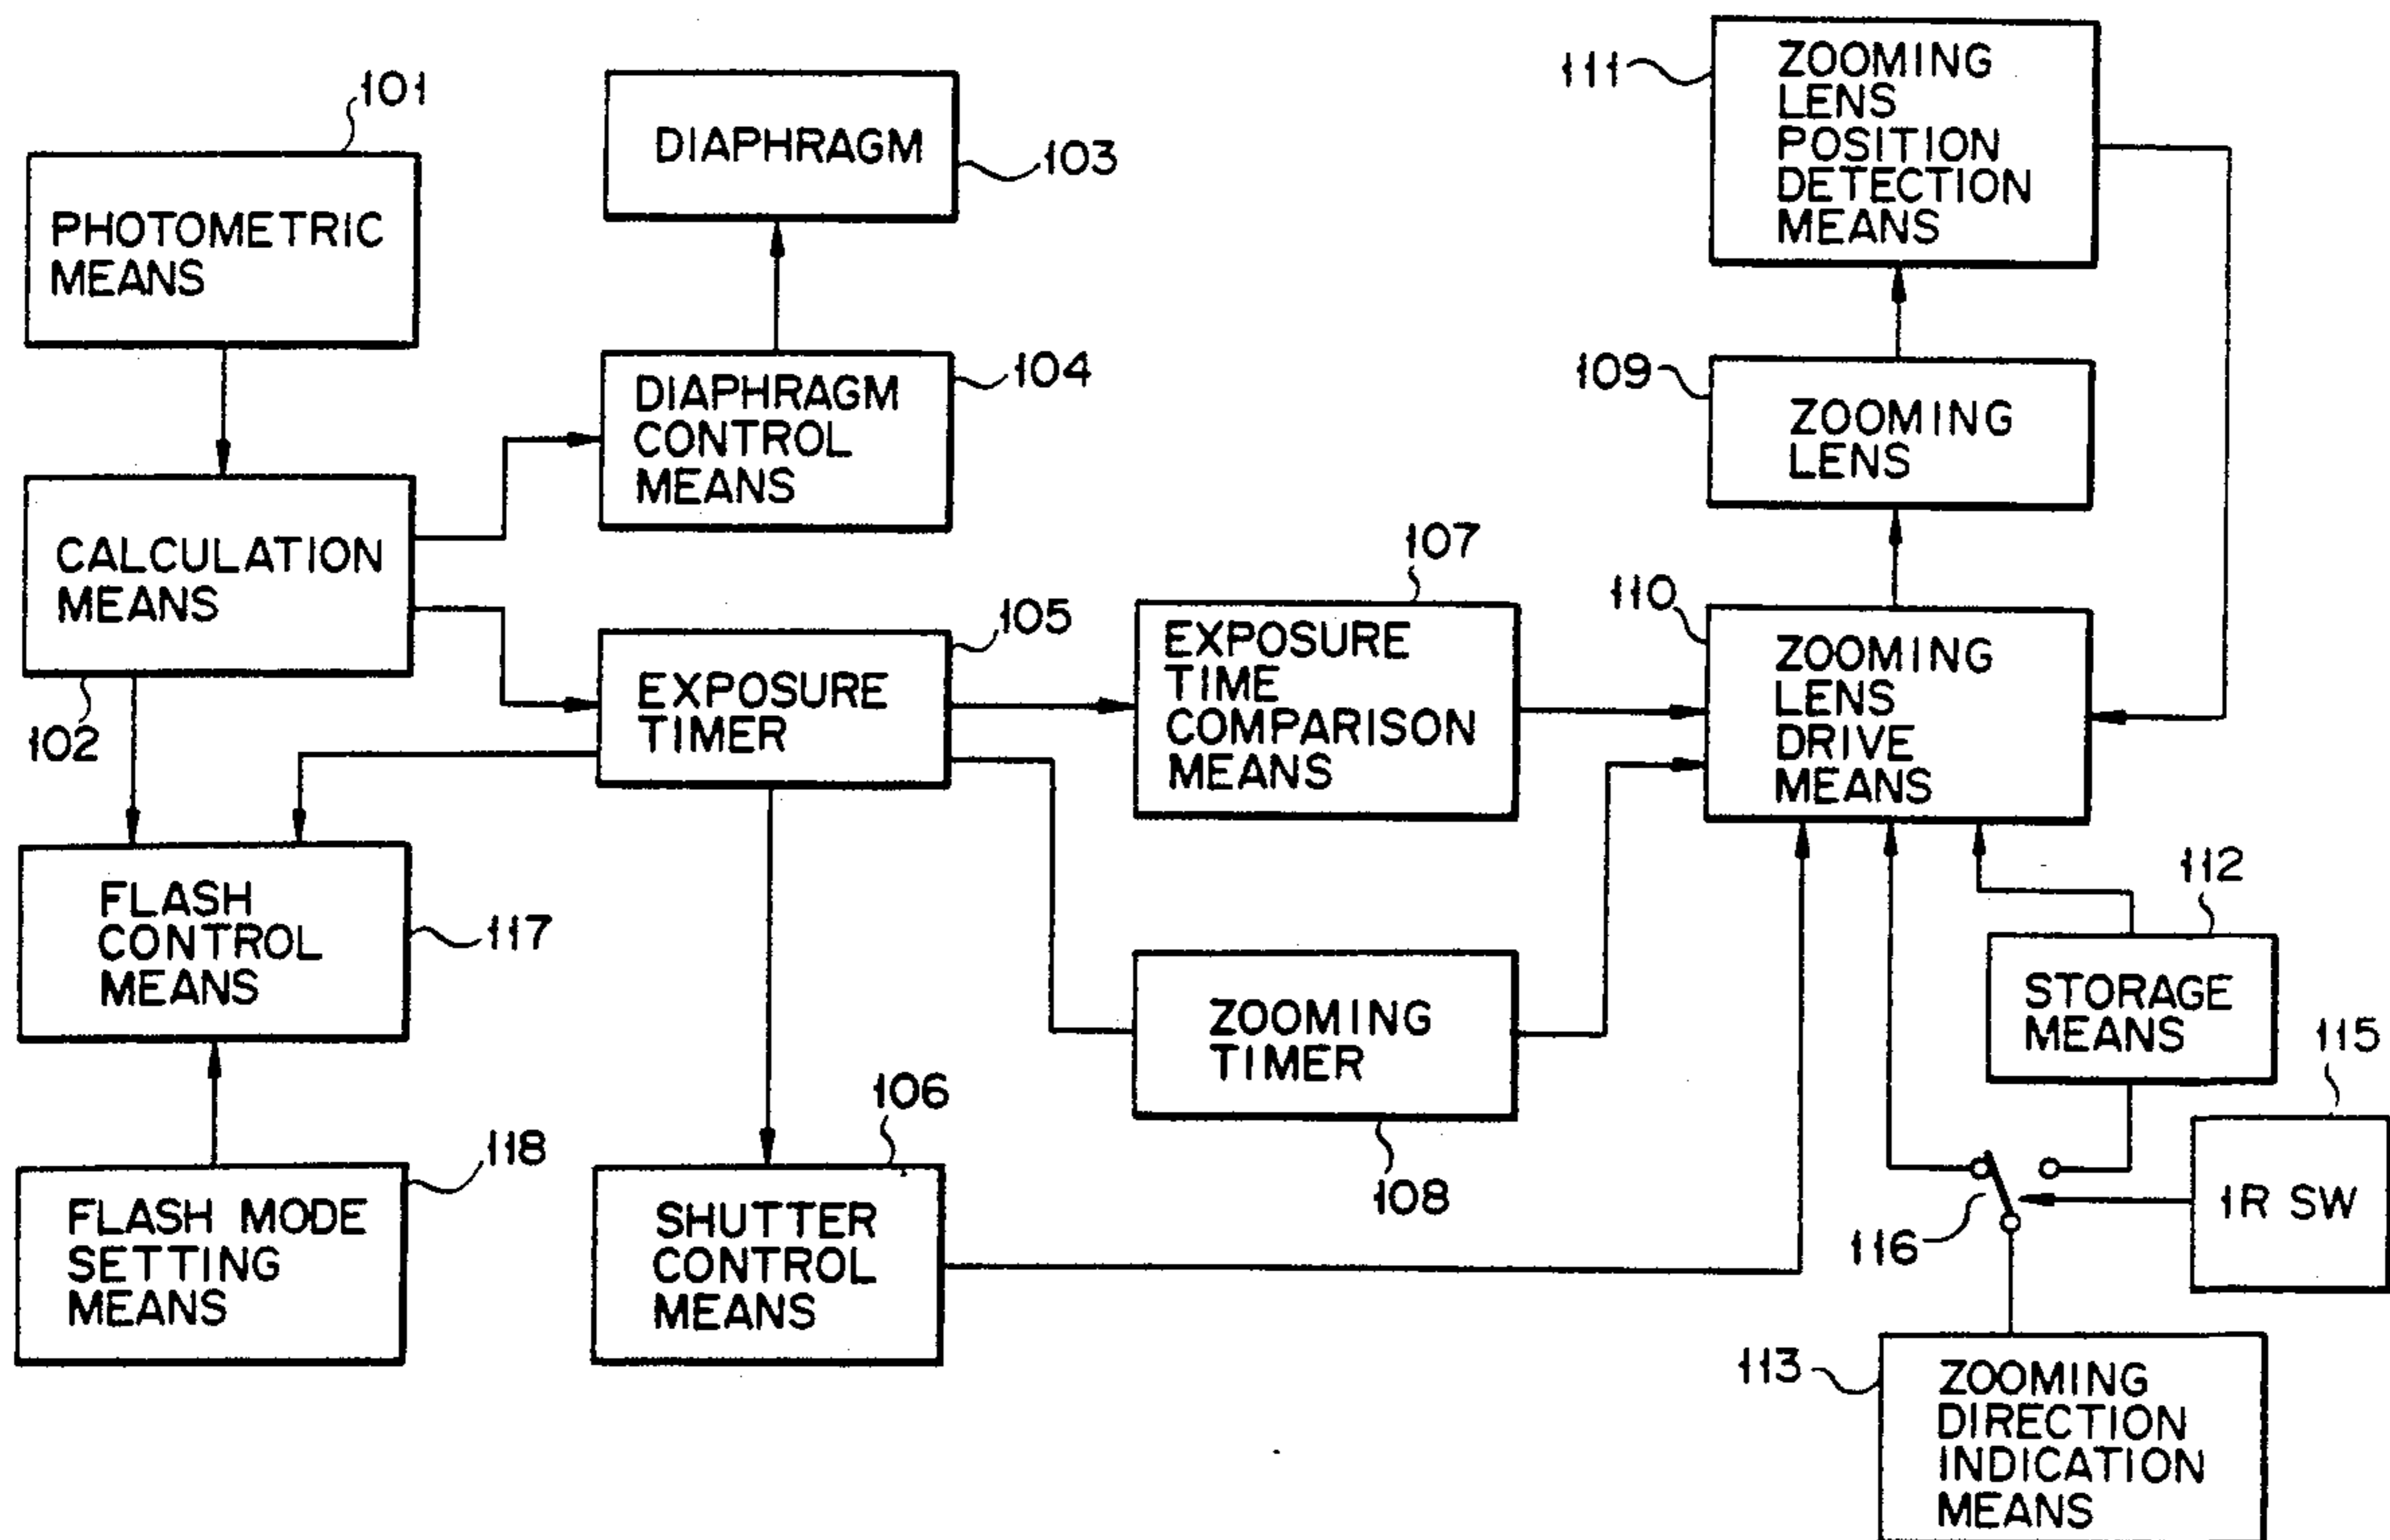 101
PHOTOMETRIC
MEANS
DIAPHRAGM
103
111
ZOOMING
LENS
POSITION
DETECTION
MEANS
DIAPHRAGM
CONTROL
MEANS
104
109
ZOOMING
LENS
CALCULATION
MEANS
102
105
EXPOSURE
TIMER
107
EXPOSURE
TIME
COMPARISON
MEANS
110
ZOOMING
LENS
DRIVE
MEANS
FLASH
CONTROL
MEANS
117
ZOOMING
TIMER
108
112
STORAGE
MEANS
115
1R SW
116
118
FLASH MODE
SETTING
MEANS
106
SHUTTER
CONTROL
MEANS
113
ZOOMING
DIRECTION
INDICATION
MEANS